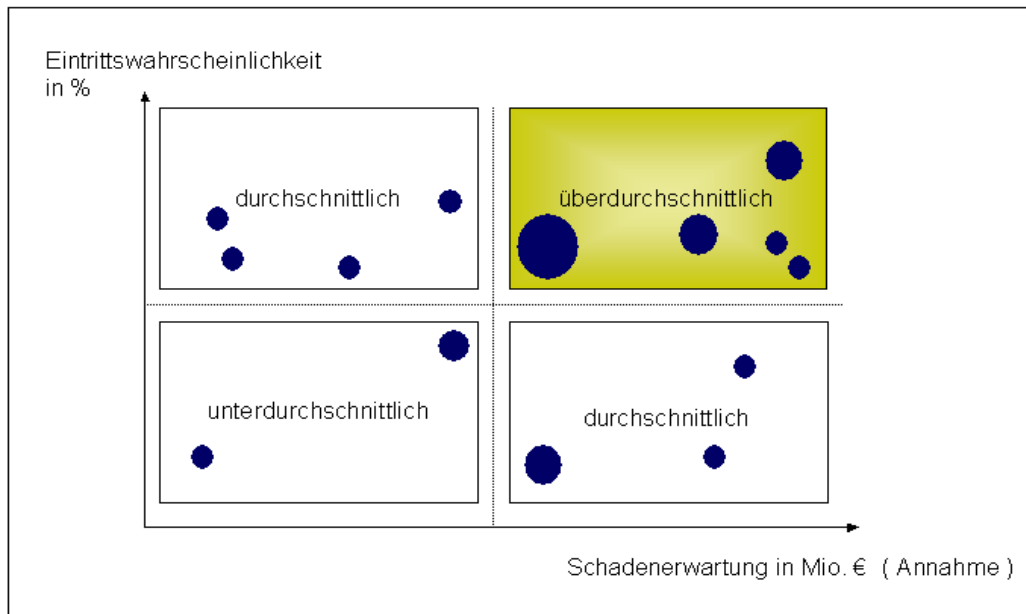 Eintrittswahrscheinlichkeit
in %
durchschnittlich
überdurchschnittlich
unterdurchschnittlich
durchschnittlich
Schadenerwartung in Mio. € ( Annahme )